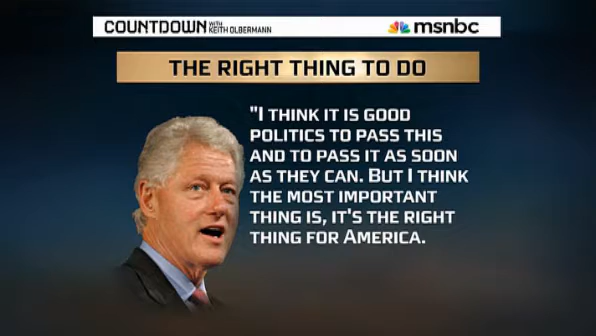 COUNTDOWN WITH KEITH OLBERMANN msnbc
THE RIGHT THING TO DO
"I THINK IT IS GOOD
POLITICS TO PASS THIS
AND TO PASS IT AS SOON
AS THEY CAN. BUT I THINK
THE MOST IMPORTANT
THING IS, IT'S THE RIGHT
THING FOR AMERICA.